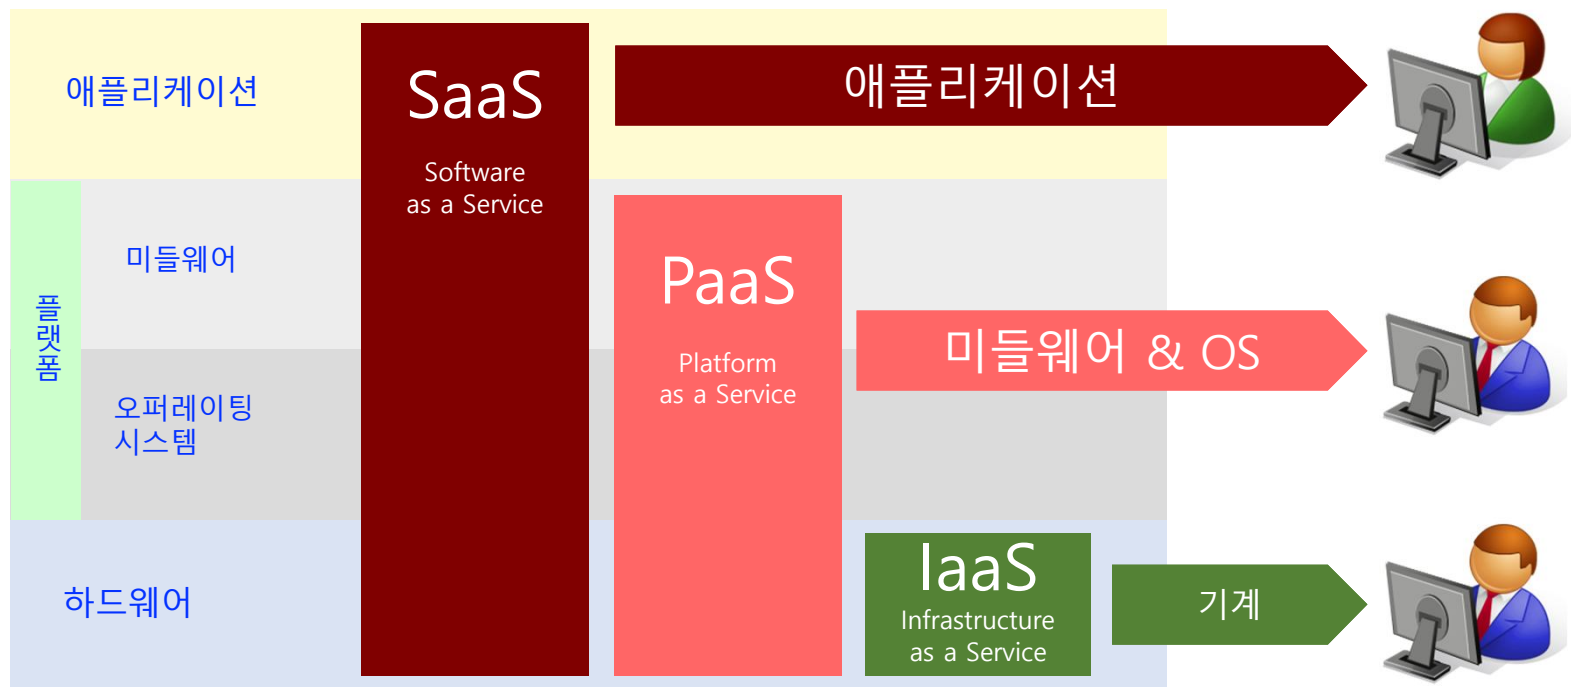 애플리케이션
SaaS
Software
as a Service
애플리케이션
플랫폼
미들웨어
오퍼레이팅
시스템
PaaS
Platform
as a Service
미들웨어 & OS
하드웨어
IaaS
Infrastructure
as a Service
기계